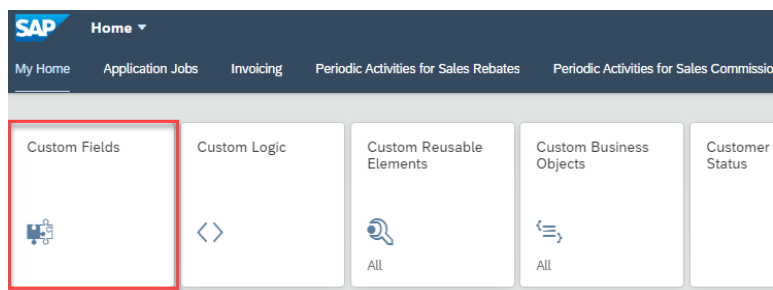 SAP Home
My Home Application Jobs Invoicing Periodic Activities for Sales Rebates Periodic Activities for Sales Commissio
Custom Fields
Custom Logic
Custom Reusable
Elements
All
Custom Business
Objects
All
Customer
Status